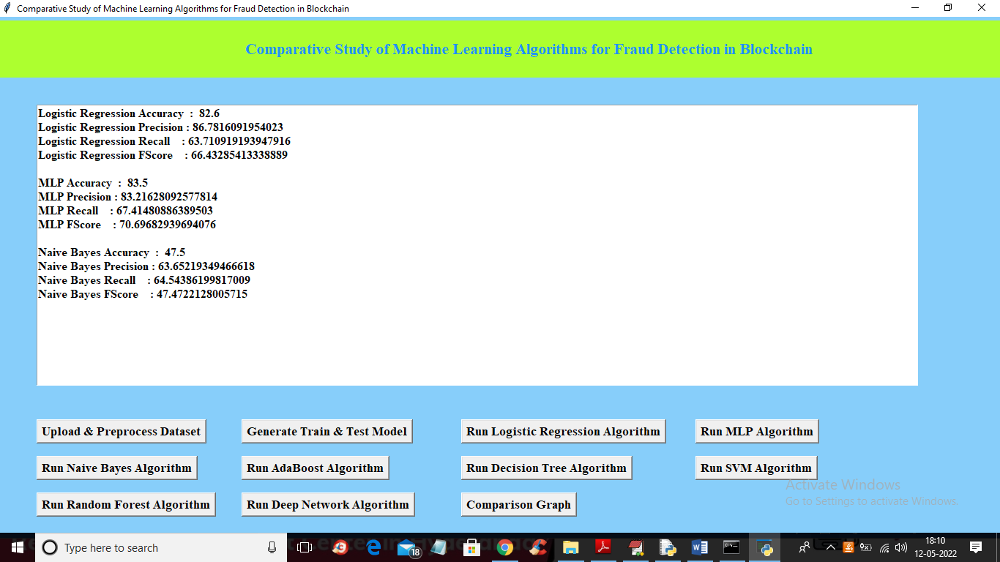 Comparative Study of Machine Learning Algorithms for Fraud Detection in Blockchain
Comparative Study of Machine Learning Algorithms for Fraud Detection in Blockchain
Logistic Regression Accuracy  :  82.6
Logistic Regression Precision : 86.7816091954023
Logistic Regression Recall    : 63.710919193947916
Logistic Regression FScore    : 66.43285413338889
MLP Accuracy  :  83.5
MLP Precision : 83.21628092577814
MLP Recall    : 67.41480886389503
MLP FScore    : 70.69682939694076
Naive Bayes Accuracy  :  47.5
Naive Bayes Precision : 63.65219349466618
Naive Bayes Recall    : 64.54386199817009
Naive Bayes FScore    : 47.4722128005715
Upload & Preprocess Dataset Generate Train & Test Model Run Logistic Regression Algorithm Run MLP Algorithm
Run Naive Bayes Algorithm Run AdaBoost Algorithm Run Decision Tree Algorithm Run SVM Algorithm
Activate Windows
Go to Settings to activate Windows.
Run Random Forest Algorithm Run Deep Network Algorithm Comparison Graph
Type here to search
18
18:10
12-05-2022